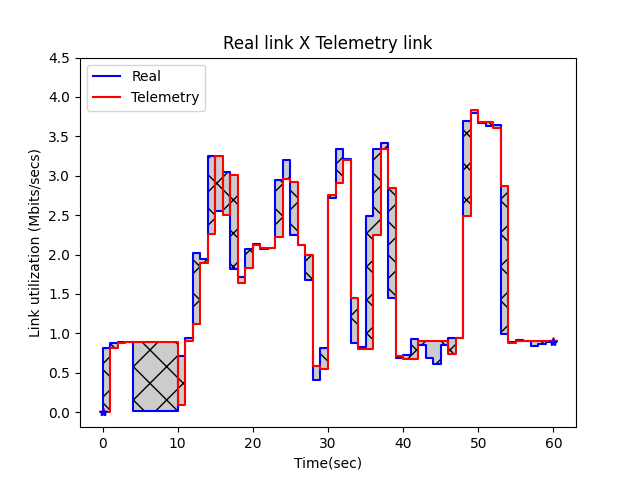 Real link X Telemetry link
Real
Telemetry
Link utilization (Mbits/secs)
4.5
4.0
3.5
3.0
2.5
2.0
1.5
1.0
0.5
0.0
0 10 20 30 40 50 60
Time(sec)